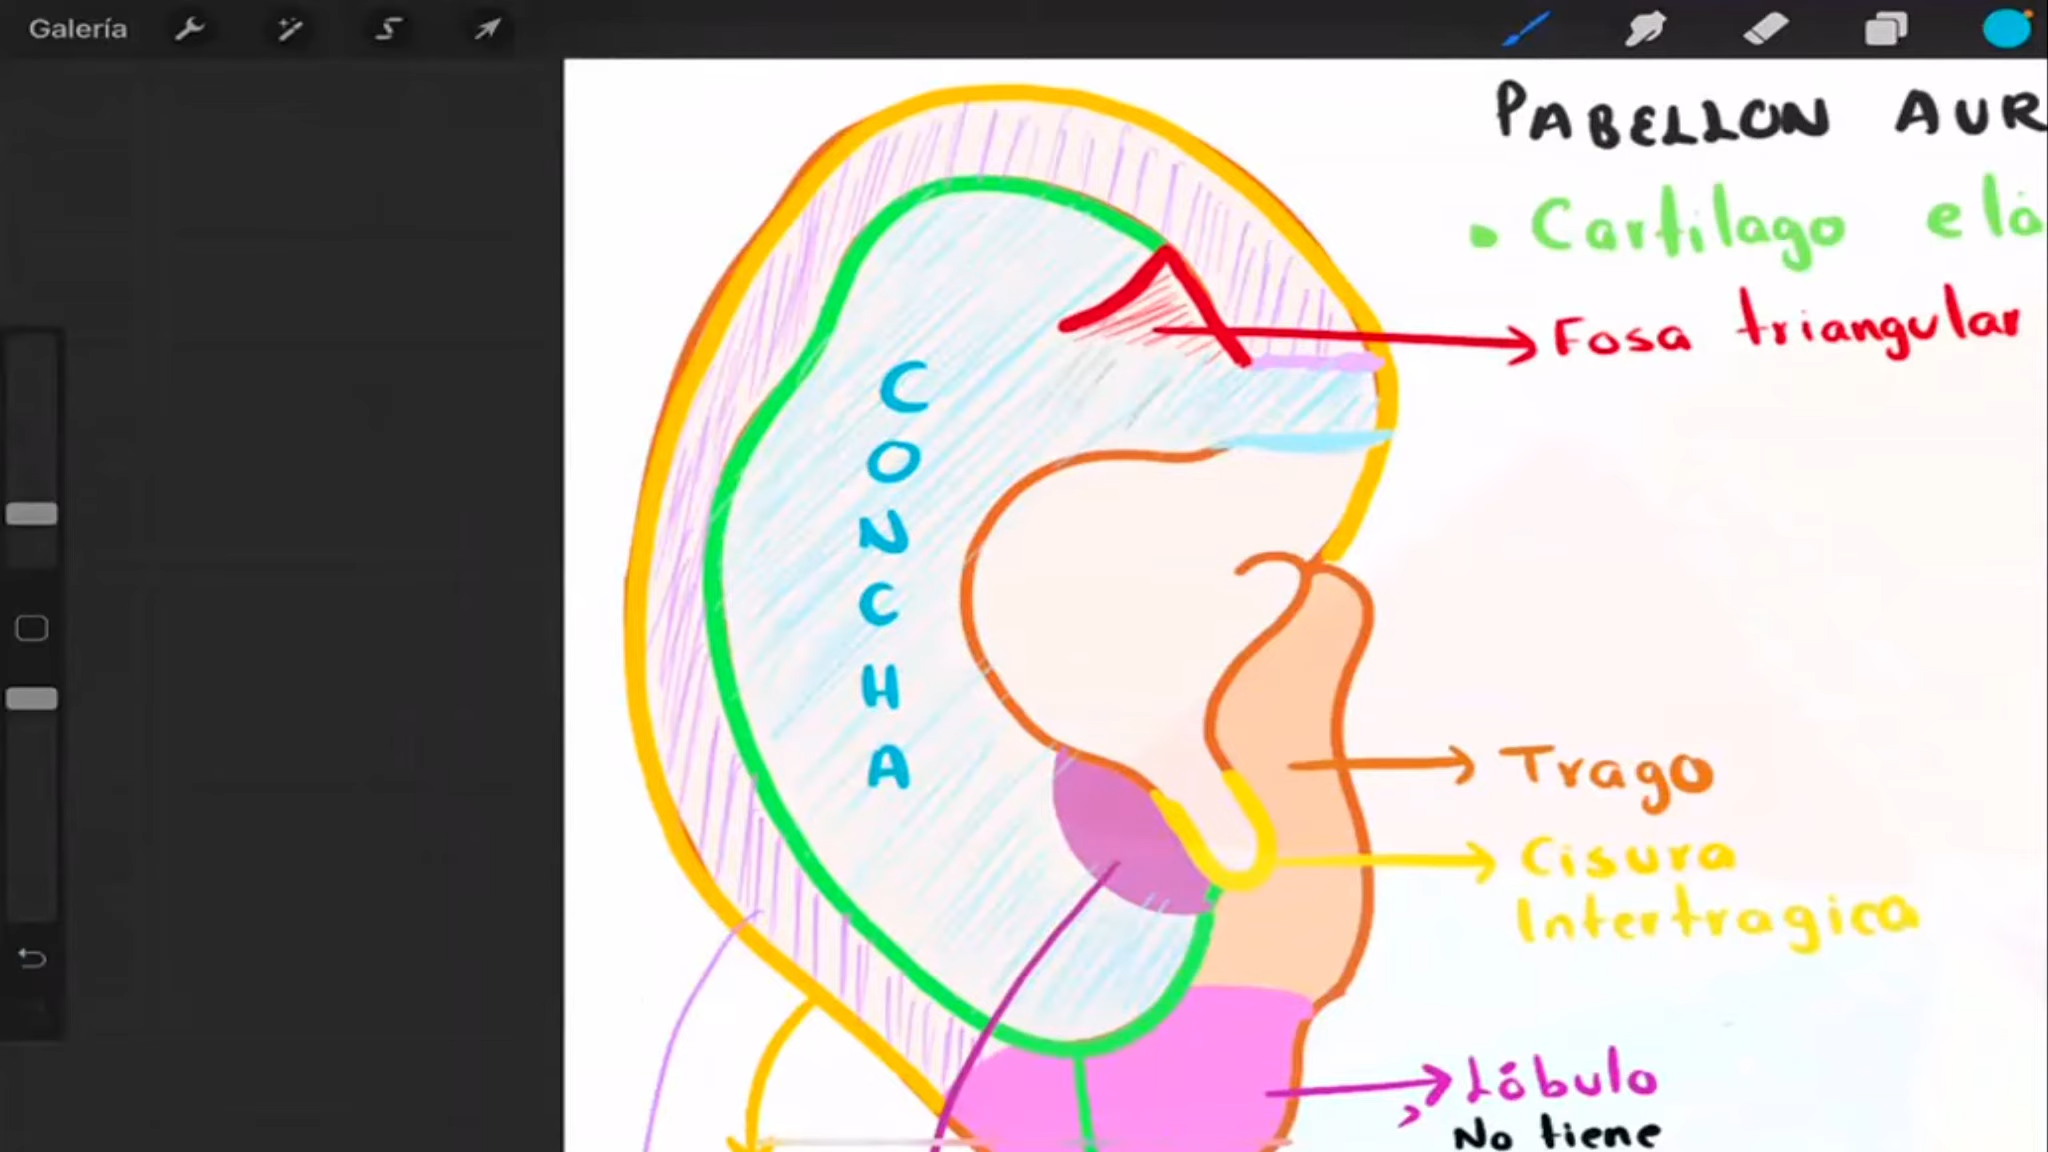 Galería
PABELLON AUR
• Cartilago elá
Fosa triangular
CONCHA
Trago
Cisura
Intertragica
Lóbulo
No tiene